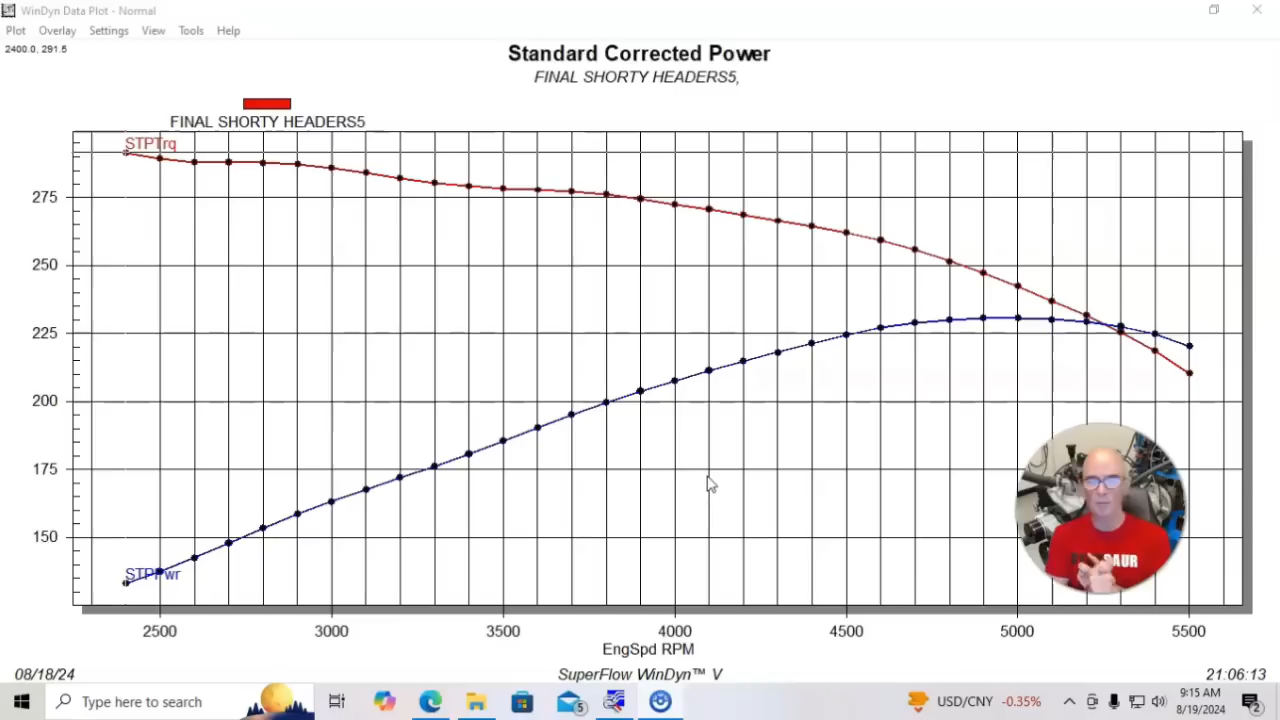 WinDyn Data Plot - Normal
Plot Overlay Settings View Tools Help
2400.0, 291.5
Standard Corrected Power
FINAL SHORTY HEADERS5,
FINAL SHORTY HEADERS5
STPTrq
275
250
225
200
175
150
STPPwr
2500 3000 3500 4000 4500 5000 5500
EngSpd RPM
08/18/24 SuperFlow WinDyn™ V 21:06:13
Type here to search
5
USD/CNY -0.35%
9:15 AM
8/19/2024
2